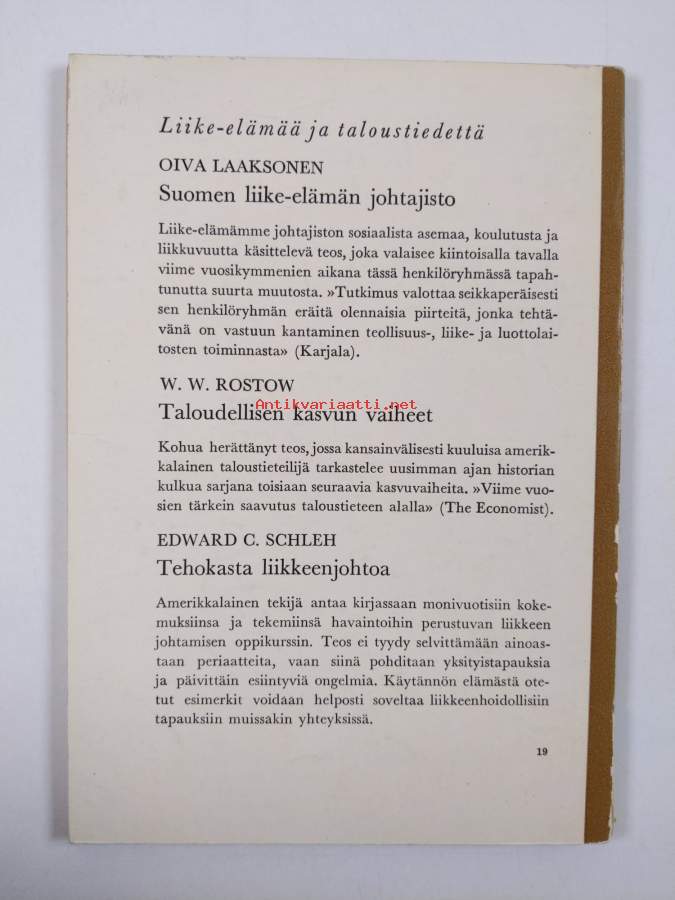 Liike-elämää ja taloustiedettä
OIVA LAAKSONEN
Suomen liike-elämän johtajisto
Liike-elämämme johtajiston sosiaalista asemaa, koulutusta ja
liikkuvuutta käsittelevä teos, joka valaisee kiintoisalla tavalla
viime vuosikymmenien aikana tässä henkilöryhmässä tapah-
tunutta suurta muutosta. »Tutkimus valottaa seikkaperäisesti
sen henkilöryhmän eräitä olennaisia piirteitä, jonka tehtä-
vänä on vastuun kantaminen teollisuus-, liike- ja luottolai-
tosten toiminnasta» (Karjala).
W. W. ROSTOW
Antikvariaatti.net
Taloudellisen kasvun vaiheet
Kohua herättänyt teos, jossa kansainvälisesti kuuluisa amerik-
kalainen taloustieteilijä tarkastelee uusimman ajan historian
kulkua sarjana toisiaan seuraavia kasvuvaiheita. »Viime vuo-
sien tärkein saavutus taloustieteen alalla» (The Economist).
EDWARD C. SCHLEH
Tehokasta liikkeenjohtoa
Amerikkalainen tekijä antaa kirjassaan monivuotisiin koke-
muksiinsa ja tekemiinsä havaintoihin perustuvan liikkeen
johtamisen oppikurssin. Teos ei tyydy selvittämään ainoas-
taan periaatteita, vaan siinä pohditaan yksityistapauksia
ja päivittäin esiintyviä ongelmia. Käytännön elämästä ote-
tut esimerkit voidaan helposti soveltaa liikkeenhoidollisiin
tapauksiin muissakin yhteyksissä.
19